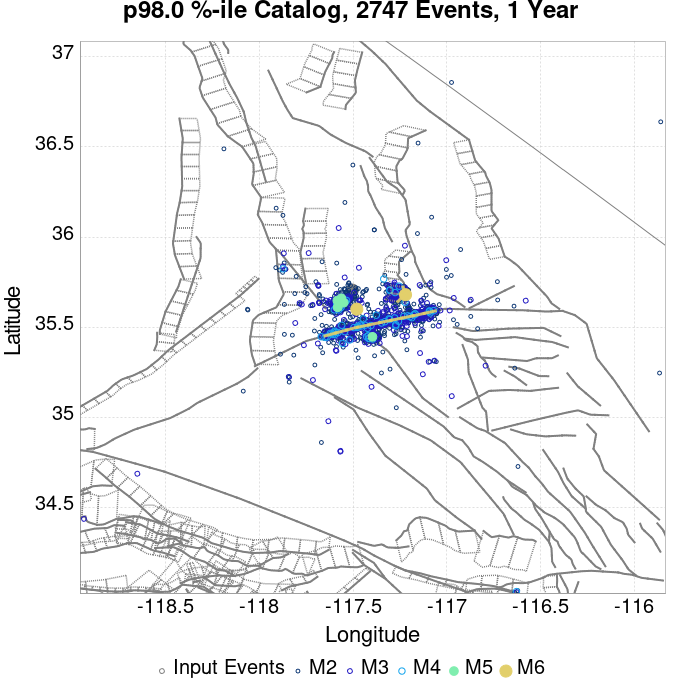 p98.0 %-ile Catalog, 2747 Events, 1 Year
37
36.5
36
35.5
35
34.5
Latitude
-118.5 -118 -117.5 -117 -116.5 -116
Longitude
Input Events M2 M3 M4 M5 M6